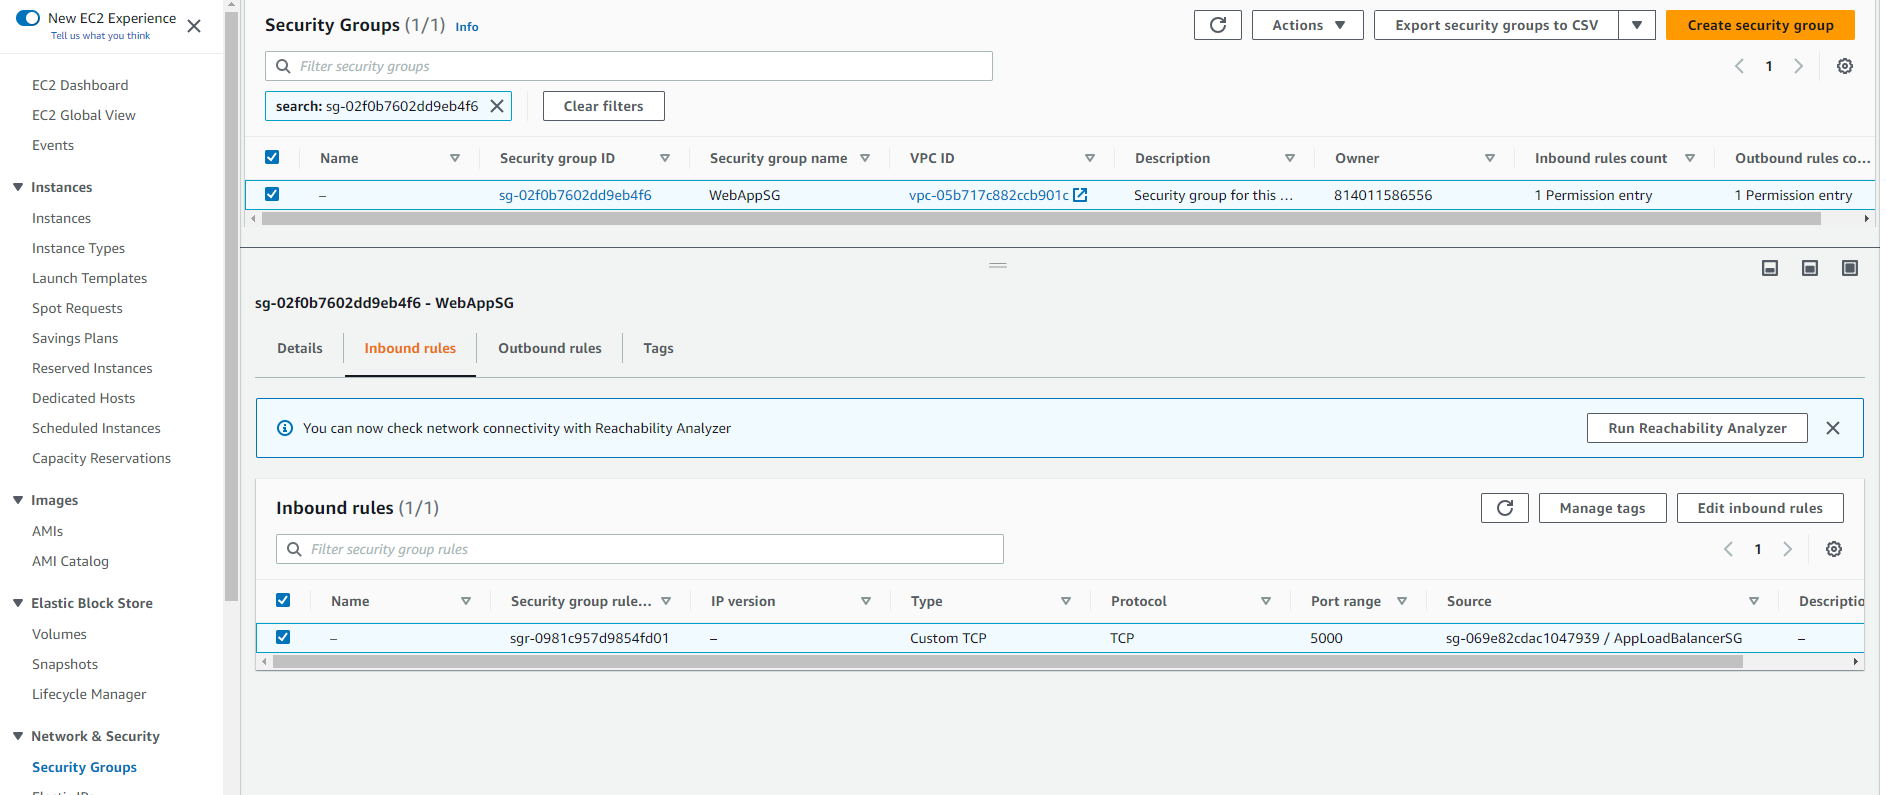 New EC2 Experience
Tell us what you think
EC2 Dashboard
EC2 Global View
Events
Instances
Instances
Instance Types
Launch Templates
Spot Requests
Savings Plans
Reserved Instances
Dedicated Hosts
Scheduled Instances
Capacity Reservations
Images
AMIs
AMI Catalog
Elastic Block Store
Volumes
Snapshots
Lifecycle Manager
Network & Security
Security Groups
Security Groups (1/1) Info
Actions
Export security groups to CSV
Create security group
Filter security groups
1
search: sg-02f0b7602dd9eb4f6
Clear filters
Name Security group ID Security group name VPC ID Description Owner Inbound rules count Outbound rules co...
– sg-02f0b7602dd9eb4f6 WebAppSG vpc-05b717c882ccb901c Security group for this ... 814011586556 1 Permission entry 1 Permission entry
sg-02f0b7602dd9eb4f6 - WebAppSG
Details Inbound rules Outbound rules Tags
You can now check network connectivity with Reachability Analyzer
Run Reachability Analyzer
Inbound rules (1/1)
Manage tags
Edit inbound rules
Filter security group rules
1
Name Security group rule... IP version Type Protocol Port range Source Descriptio
– sgr-0981c957d9854fd01 – Custom TCP TCP 5000 sg-069e82cdac1047939 / AppLoadBalancerSG –